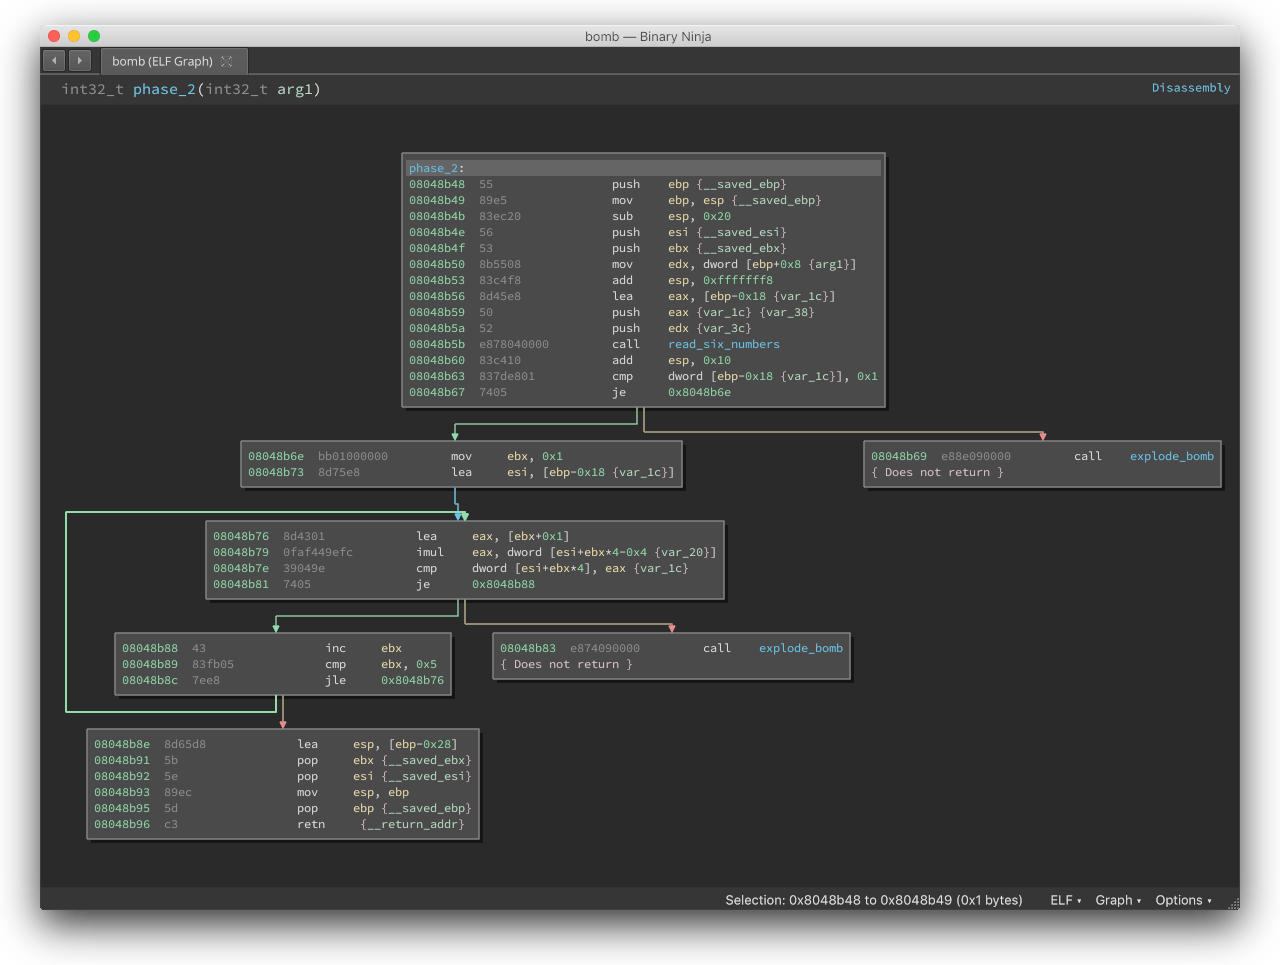 bomb — Binary Ninja
bomb (ELF Graph)
int32_t phase_2(int32_t arg1)
Disassembly
phase_2:
08048b48 55 push ebp {__saved_ebp}
08048b49 89e5 mov ebp, esp {__saved_ebp}
08048b4b 83ec20 sub esp, 0x20
08048b4e 56 push esi {__saved_esi}
08048b4f 53 push ebx {__saved_ebx}
08048b50 8b5508 mov edx, dword [ebp+0x8 {arg1}]
08048b53 83c4f8 add esp, 0xfffffff8
08048b56 8d45e8 lea eax, [ebp-0x18 {var_1c}]
08048b59 50 push eax {var_1c} {var_38}
08048b5a 52 push edx {var_3c}
08048b5b e878040000 call read_six_numbers
08048b60 83c410 add esp, 0x10
08048b63 837de801 cmp dword [ebp-0x18 {var_1c}], 0x1
08048b67 7405 je 0x8048b6e
08048b6e bb01000000 mov ebx, 0x1
08048b73 8d75e8 lea esi, [ebp-0x18 {var_1c}]
08048b69 e88e090000 call explode_bomb
{ Does not return }
08048b76 8d4301 lea eax, [ebx+0x1]
08048b79 0faf449efc imul eax, dword [esi+ebx*4-0x4 {var_20}]
08048b7e 39049e cmp dword [esi+ebx*4], eax {var_1c}
08048b81 7405 je 0x8048b88
08048b88 43 inc ebx
08048b89 83fb05 cmp ebx, 0x5
08048b8c 7ee8 jle 0x8048b76
08048b83 e874090000 call explode_bomb
{ Does not return }
08048b8e 8d65d8 lea esp, [ebp-0x28]
08048b91 5b pop ebx {__saved_ebx}
08048b92 5e pop esi {__saved_esi}
08048b93 89ec mov esp, ebp
08048b95 5d pop ebp {__saved_ebp}
08048b96 c3 retn {__return_addr}
Selection: 0x8048b48 to 0x8048b49 (0x1 bytes) ELF Graph Options